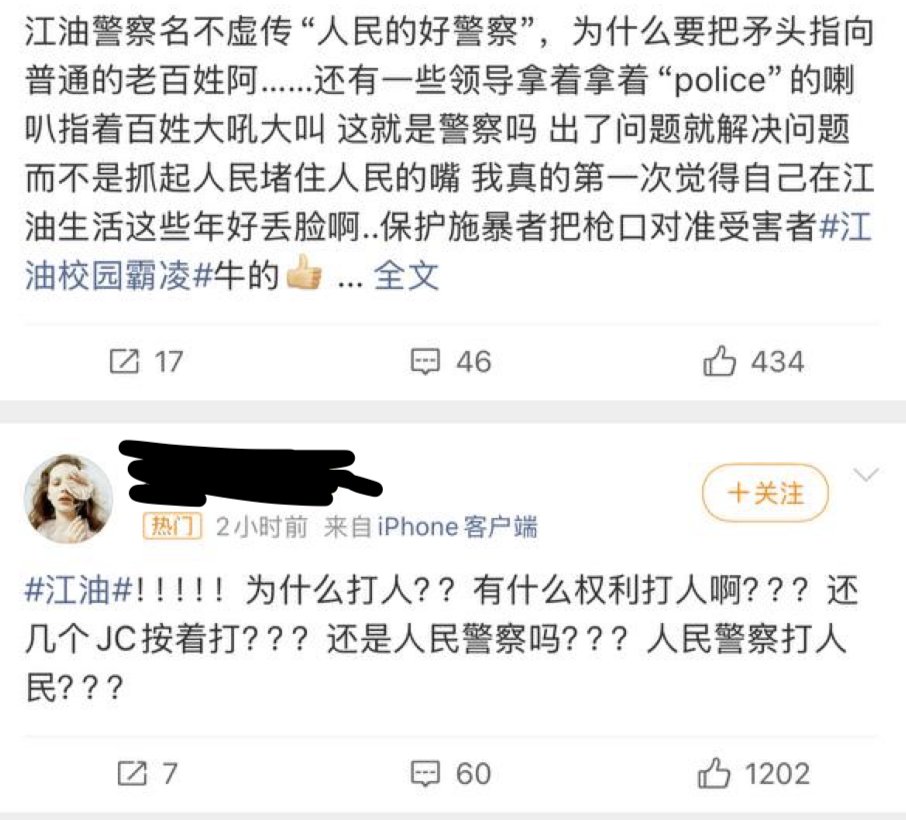 江油警察名不虚传“人民的好警察”，为什么要把矛头指向
普通的老百姓阿……还有一些领导拿着拿着“police”的喇
叭指着百姓大吼大叫 这就是警察吗 出了问题就解决问题
而不是抓起人民堵住人民的嘴 我真的第一次觉得自己在江
油生活这些年好丢脸啊..保护施暴者把枪口对准受害者#江
油校园霸凌#牛的👍 ... 全文
17 46 434
+关注
热门 2小时前 来自 iPhone客户端
#江油#！！！！！ 为什么打人？？ 有什么权利打人啊？？？ 还
几个JC按着打？？？ 还是人民警察吗？？？ 人民警察打人
民？？？
7 60 1202